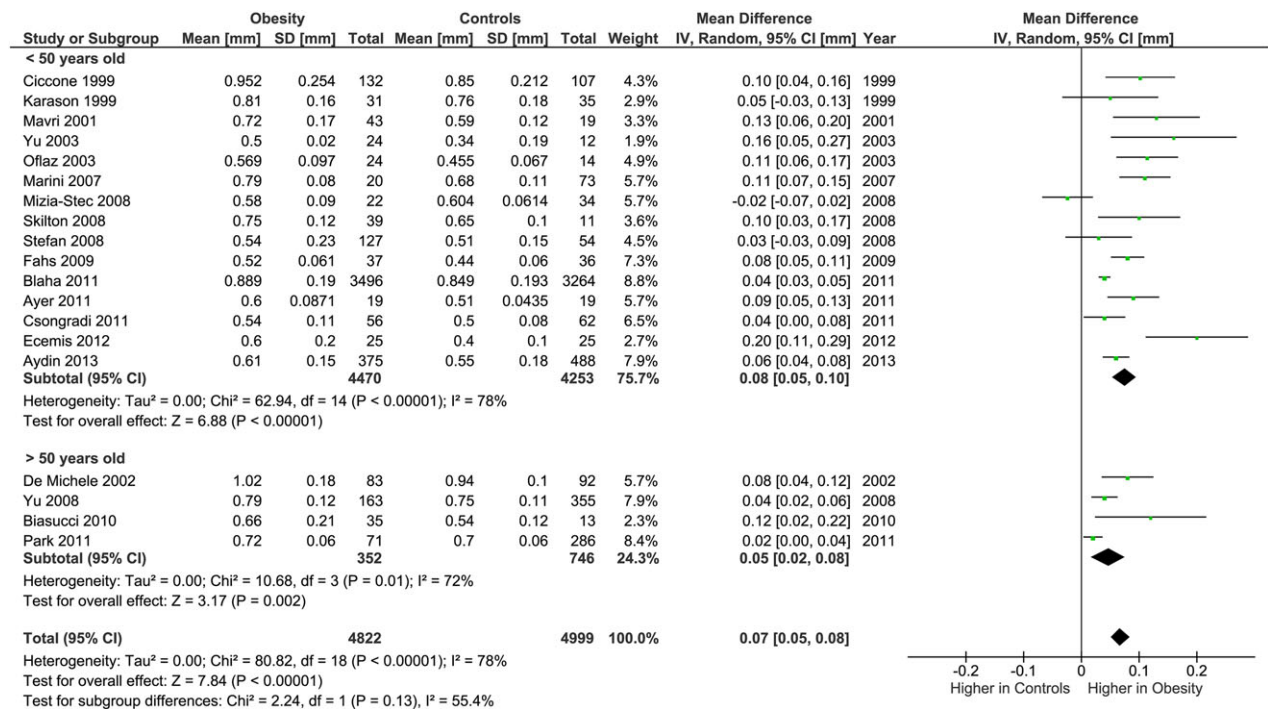 Obesity Controls Mean Difference Mean Difference
Study or Subgroup Mean [mm] SD [mm] Total Mean [mm] SD [mm] Total Weight IV, Random, 95% CI [mm] Year IV, Random, 95% CI [mm]
< 50 years old
Ciccone 1999 0.952 0.254 132 0.85 0.212 107 4.3% 0.10 [0.04, 0.16] 1999
Karason 1999 0.81 0.16 31 0.76 0.18 35 2.9% 0.05 [-0.03, 0.13] 1999
Mavri 2001 0.72 0.17 43 0.59 0.12 19 3.3% 0.13 [0.06, 0.20] 2001
Yu 2003 0.5 0.02 24 0.34 0.19 12 1.9% 0.16 [0.05, 0.27] 2003
Oflaz 2003 0.569 0.097 24 0.455 0.067 14 4.9% 0.11 [0.06, 0.17] 2003
Marini 2007 0.79 0.08 20 0.68 0.11 73 5.7% 0.11 [0.07, 0.15] 2007
Mizia-Stec 2008 0.58 0.09 22 0.604 0.0614 34 5.7% -0.02 [-0.07, 0.02] 2008
Skilton 2008 0.75 0.12 39 0.65 0.1 11 3.6% 0.10 [0.03, 0.17] 2008
Stefan 2008 0.54 0.23 127 0.51 0.15 54 4.5% 0.03 [-0.03, 0.09] 2008
Fahs 2009 0.52 0.061 37 0.44 0.06 36 7.3% 0.08 [0.05, 0.11] 2009
Blaha 2011 0.889 0.19 3496 0.849 0.193 3264 8.8% 0.04 [0.03, 0.05] 2011
Ayer 2011 0.6 0.0871 19 0.51 0.0435 19 5.7% 0.09 [0.05, 0.13] 2011
Csongradi 2011 0.54 0.11 56 0.5 0.08 62 6.5% 0.04 [0.00, 0.08] 2011
Ecemis 2012 0.6 0.2 25 0.4 0.1 25 2.7% 0.20 [0.11, 0.29] 2012
Aydin 2013 0.61 0.15 375 0.55 0.18 488 7.9% 0.06 [0.04, 0.08] 2013
Subtotal (95% CI) 4470 4253 75.7% 0.08 [0.05, 0.10]
Heterogeneity: Tau² = 0.00; Chi² = 62.94, df = 14 (P < 0.00001); I² = 78%
Test for overall effect: Z = 6.88 (P < 0.00001)
> 50 years old
De Michele 2002 1.02 0.18 83 0.94 0.1 92 5.7% 0.08 [0.04, 0.12] 2002
Yu 2008 0.79 0.12 163 0.75 0.11 355 7.9% 0.04 [0.02, 0.06] 2008
Biasucci 2010 0.66 0.21 35 0.54 0.12 13 2.3% 0.12 [0.02, 0.22] 2010
Park 2011 0.72 0.06 71 0.7 0.06 286 8.4% 0.02 [0.00, 0.04] 2011
Subtotal (95% CI) 352 746 24.3% 0.05 [0.02, 0.08]
Heterogeneity: Tau² = 0.00; Chi² = 10.68, df = 3 (P = 0.01); I² = 72%
Test for overall effect: Z = 3.17 (P = 0.002)
Total (95% CI) 4822 4999 100.0% 0.07 [0.05, 0.08]
Heterogeneity: Tau² = 0.00; Chi² = 80.82, df = 18 (P < 0.00001); I² = 78%
Test for overall effect: Z = 7.84 (P < 0.00001)
Test for subgroup differences: Chi² = 2.24, df = 1 (P = 0.13), I² = 55.4%
-0.2 -0.1 0 0.1 0.2
Higher in Controls Higher in Obesity